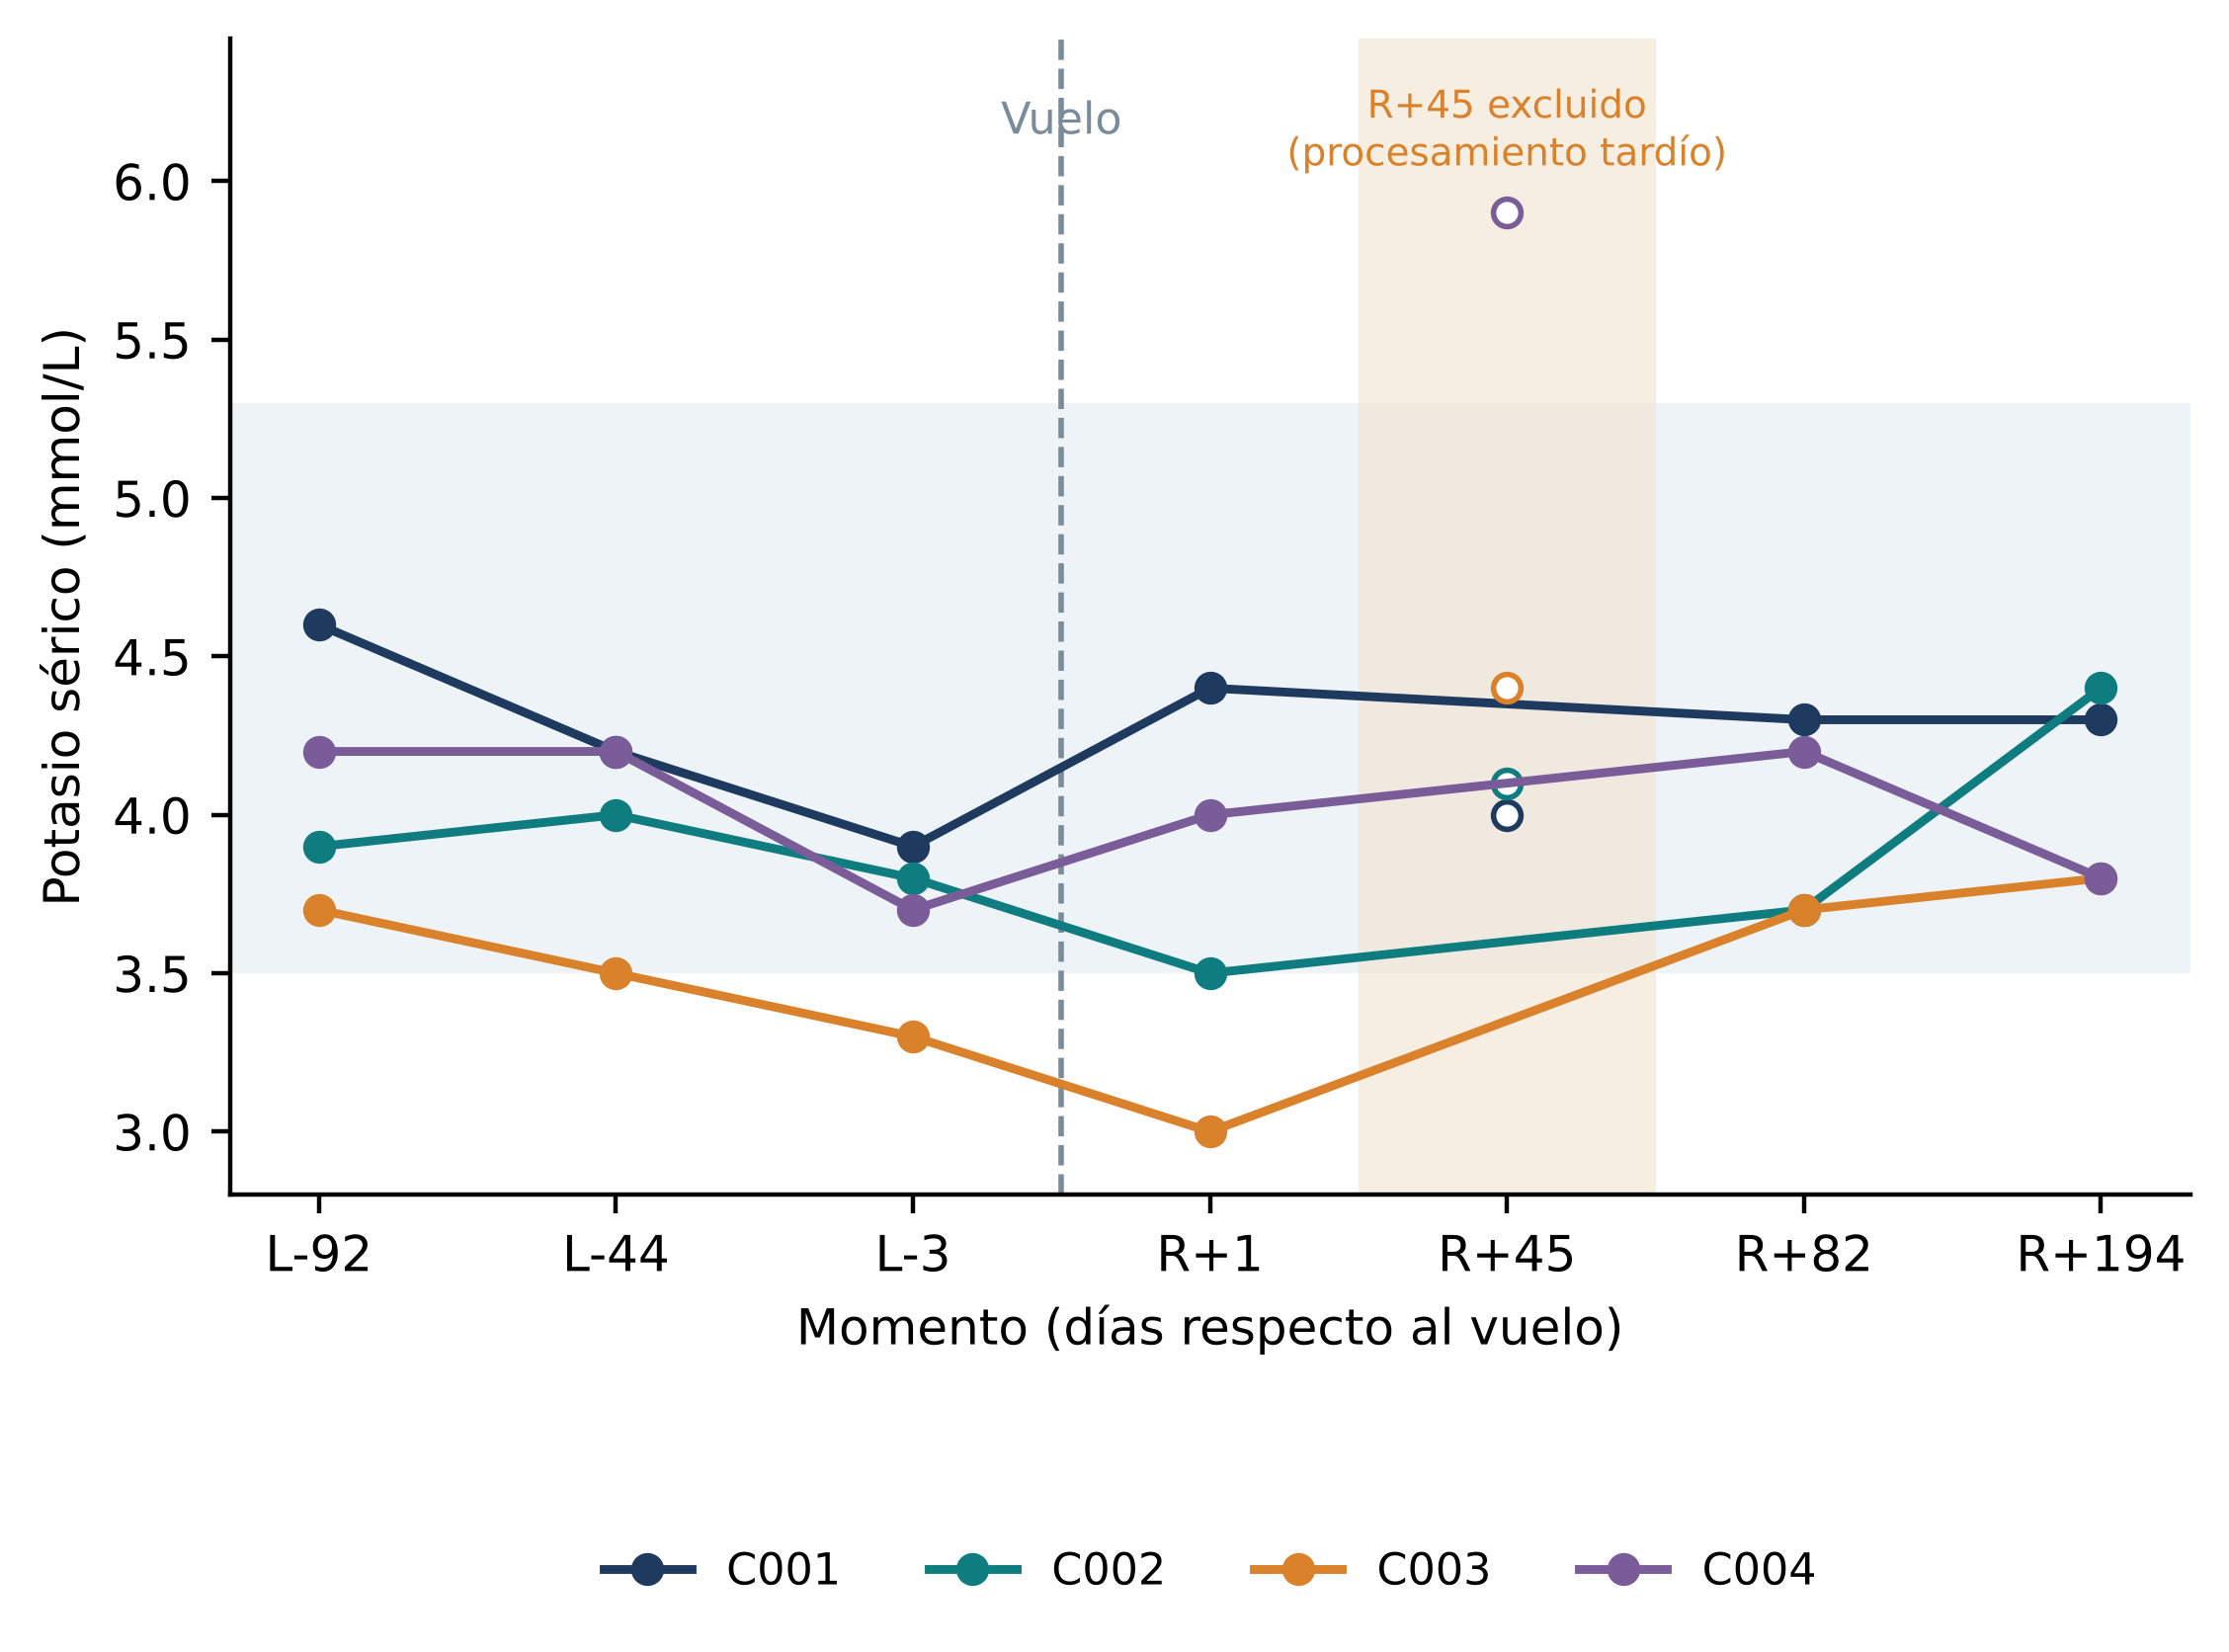 Vuelo
R+45 excluido
(procesamiento tardío)
Potasio sérico (mmol/L)
6.0
5.5
5.0
4.5
4.0
3.5
3.0
L-92 L-44 L-3 R+1 R+45 R+82 R+194
Momento (días respecto al vuelo)
C001 C002 C003 C004